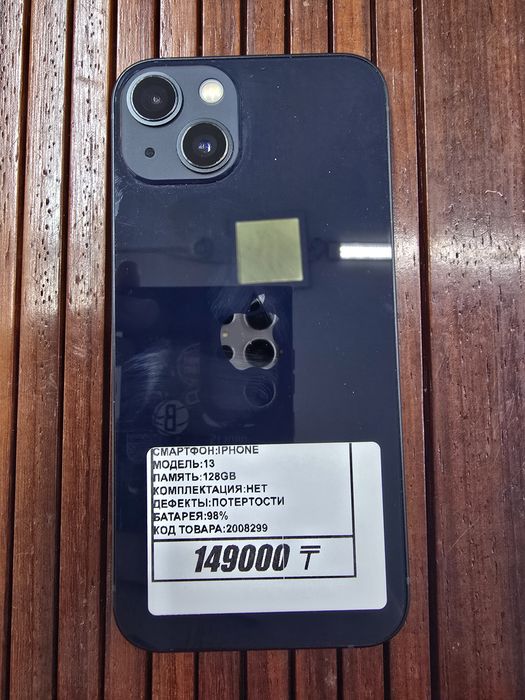 СМАРТФОН:IPHONE
МОДЕЛЬ:13
ПАМЯТЬ:128GB
КОМПЛЕКТАЦИЯ:НЕТ
ДЕФЕКТЫ:ПОТЕРТОСТИ
БАТАРЕЯ:98%
КОД ТОВАРА:2008299
149000 ₸